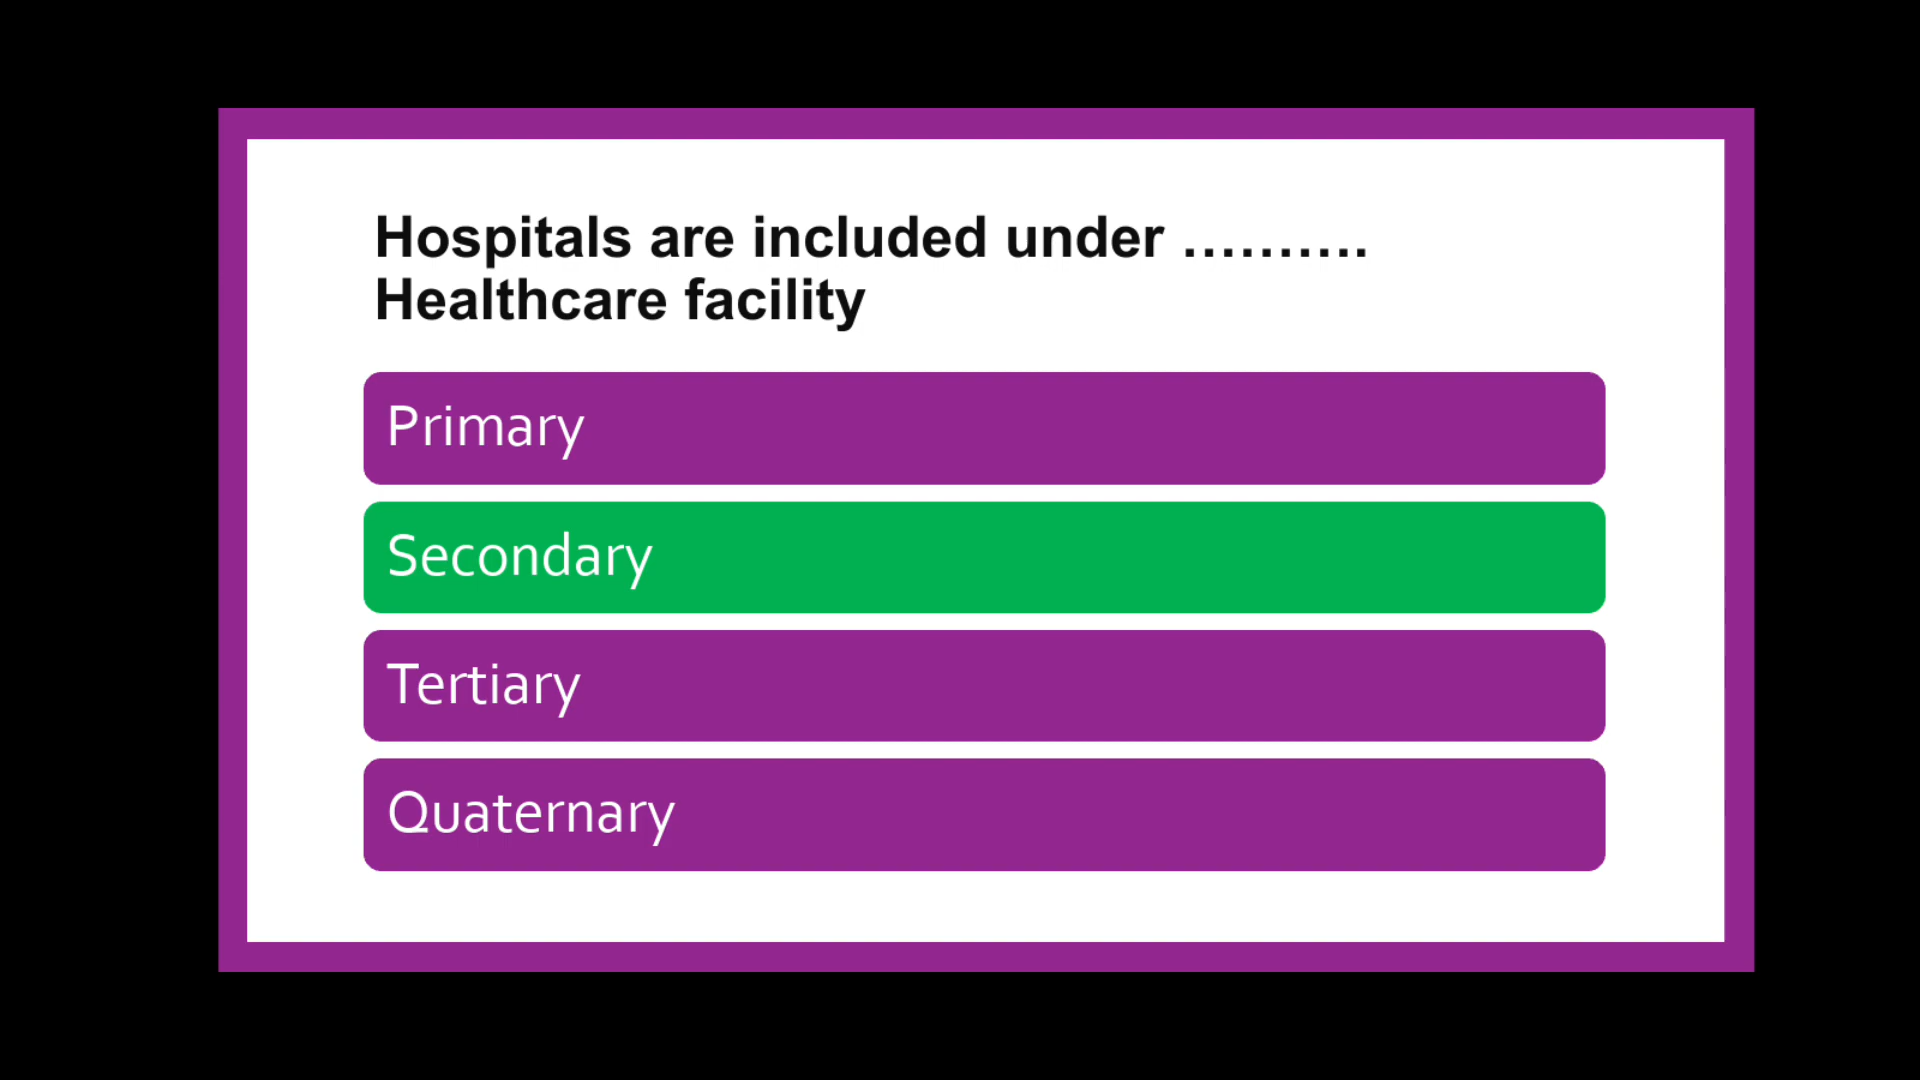 Hospitals are included under ..........
Healthcare facility
Primary
Secondary
Tertiary
Quaternary